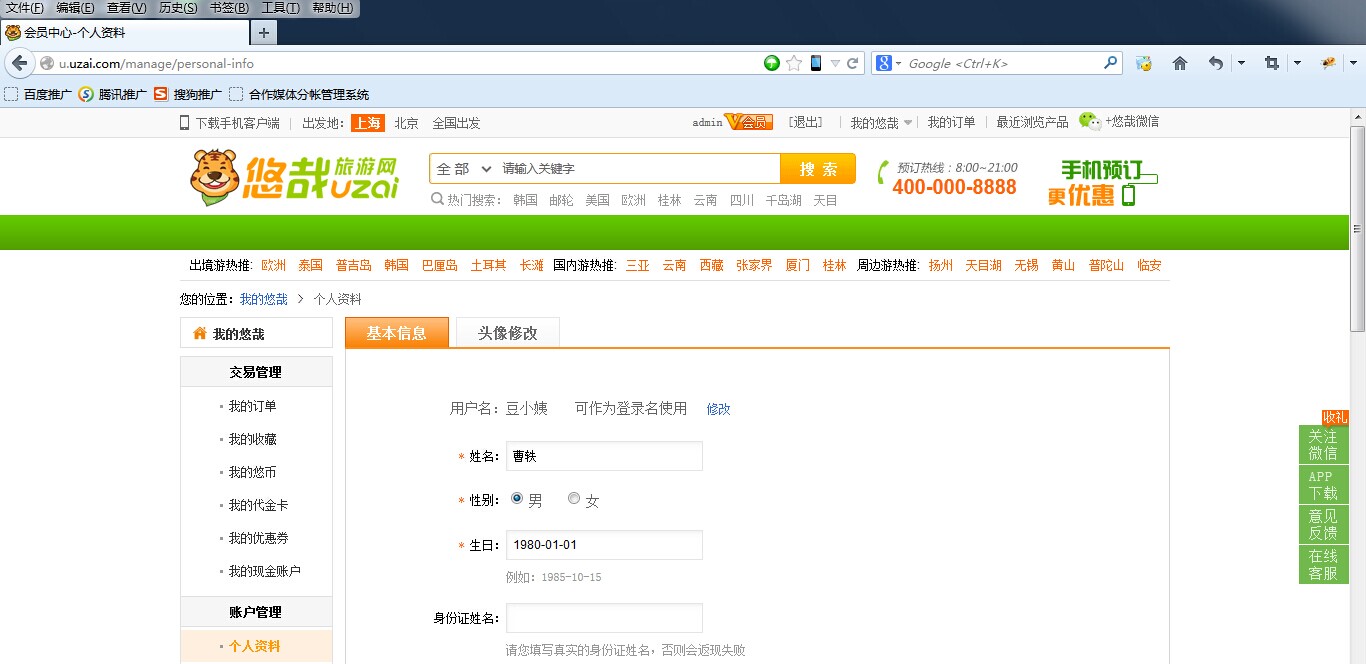 文件(F) 编辑(E) 查看(V) 历史(S) 书签(B) 工具(T) 帮助(H)
会员中心-个人资料
u.uzai.com/manage/personal-info
Google <Ctrl+K>
百度推广 腾讯推广 搜狗推广 合作媒体分帐管理系统
下载手机客户端 出发地: 上海 北京 全国出发 admin V会员 [退出] 我的悠哉 我的订单 最近浏览产品 +悠哉微信
悠哉旅游网 uzai
全部 请输入关键字 搜 索
热门搜索: 韩国 邮轮 美国 欧洲 桂林 云南 四川 千岛湖 天目
预订热线:8:00~21:00
400-000-8888
手机预订
更优惠
出境游热推: 欧洲 泰国 普吉岛 韩国 巴厘岛 土耳其 长滩 国内游热推: 三亚 云南 西藏 张家界 厦门 桂林 周边游热推: 扬州 天目湖 无锡 黄山 普陀山 临安
您的位置: 我的悠哉 > 个人资料
我的悠哉
交易管理
我的订单
我的收藏
我的悠币
我的代金卡
我的优惠券
我的现金账户
账户管理
个人资料
基本信息 头像修改
用户名: 豆小姨 可作为登录名使用 修改
* 姓名: 曹轶
* 性别: 男 女
* 生日: 1980-01-01
例如: 1985-10-15
身份证姓名:
请您填写真实的身份证姓名，否则会返现失败
收礼
关注
微信
APP
下载
意见
反馈
在线
客服